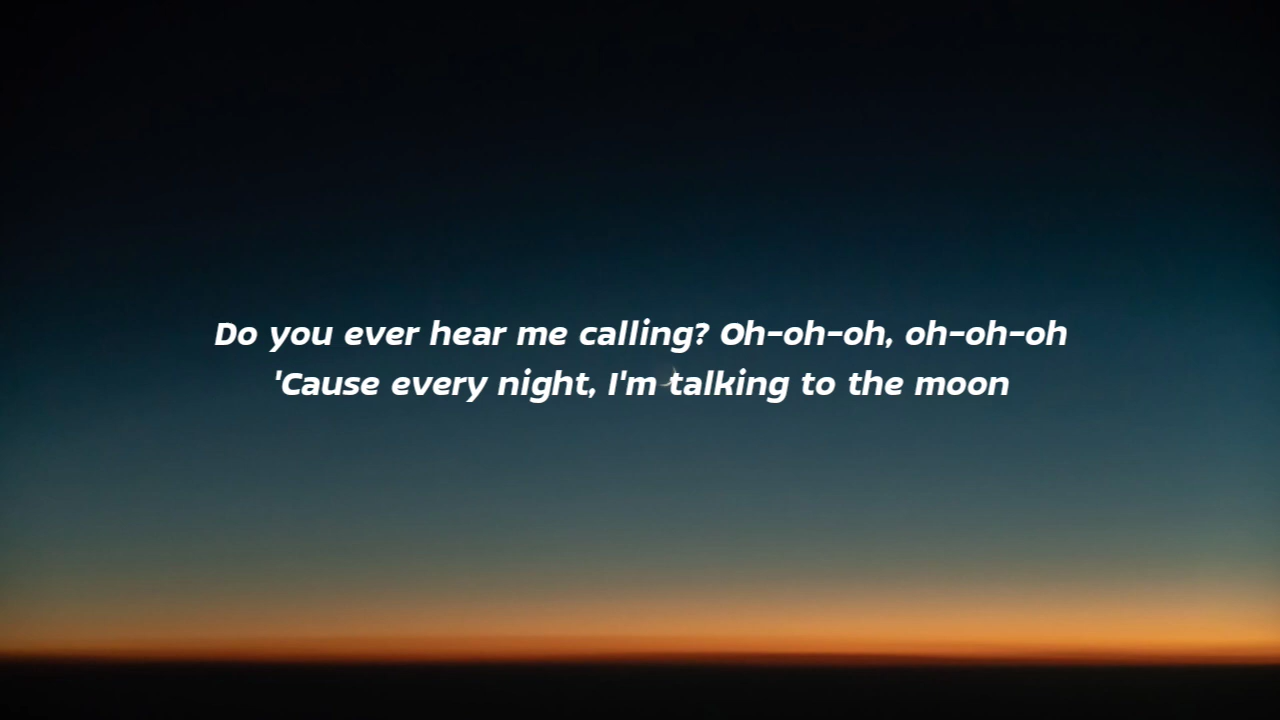 Do you ever hear me calling? Oh-oh-oh, oh-oh-oh
'Cause every night, I'm talking to the moon